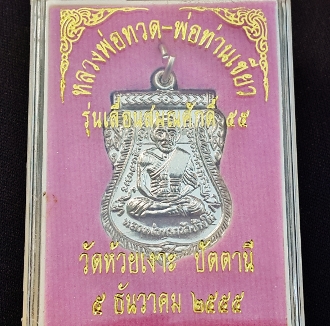 หลวงพ่อทวด-พ่อท่านเขียว
รุ่นเลื่อนสมณศักดิ์ ๕๕
วัดห้วยเงาะ ปัตตานี
๕ ธันวาคม ๒๕๕๕